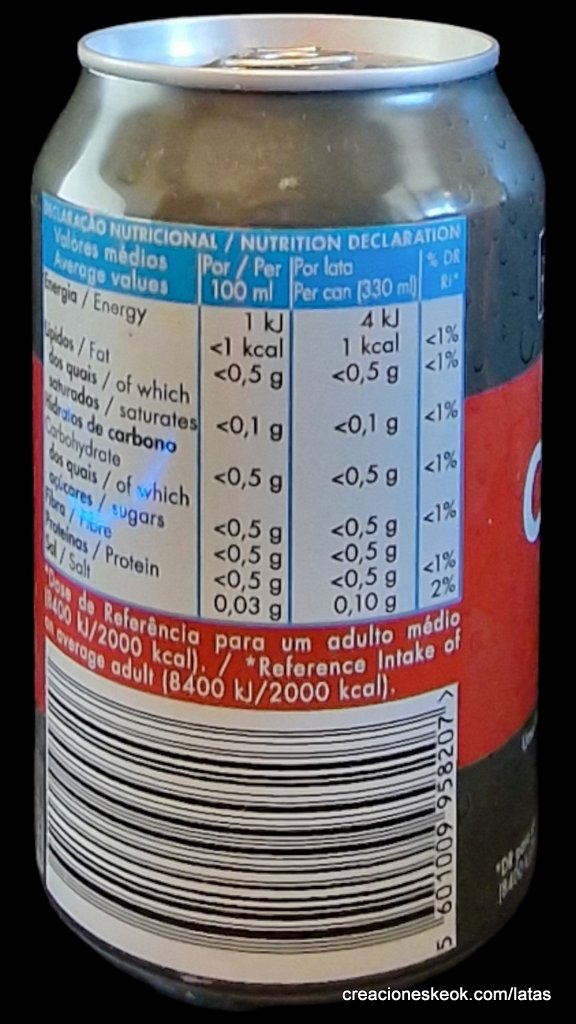 DECLARAÇÃO NUTRICIONAL / NUTRITION DECLARATION
Valores médios
Average values
Por / Per
100 ml
Por lata
Per can (330 ml)
% DR
RI*
Energia / Energy
1 kJ 4 kJ
<1 kcal 1 kcal <1%
Lípidos / Fat
<0,5 g <0,5 g <1%
dos quais / of which
saturados / saturates
<0,1 g <0,1 g <1%
Hidratos de carbono
Carbohydrate
<0,5 g <0,5 g <1%
dos quais / of which
açúcares / sugars
<0,5 g <0,5 g <1%
Fibra / Fibre
<0,5 g <0,5 g
Proteínas / Protein
<0,5 g <0,5 g <1%
Sal / Salt
0,03 g 0,10 g 2%
*Dose de Referência para um adulto médio
(8400 kJ/2000 kcal). / *Reference Intake of
an average adult (8400 kJ/2000 kcal).
5 601009 958207 >
*DR
creacioneskeok.com/latas